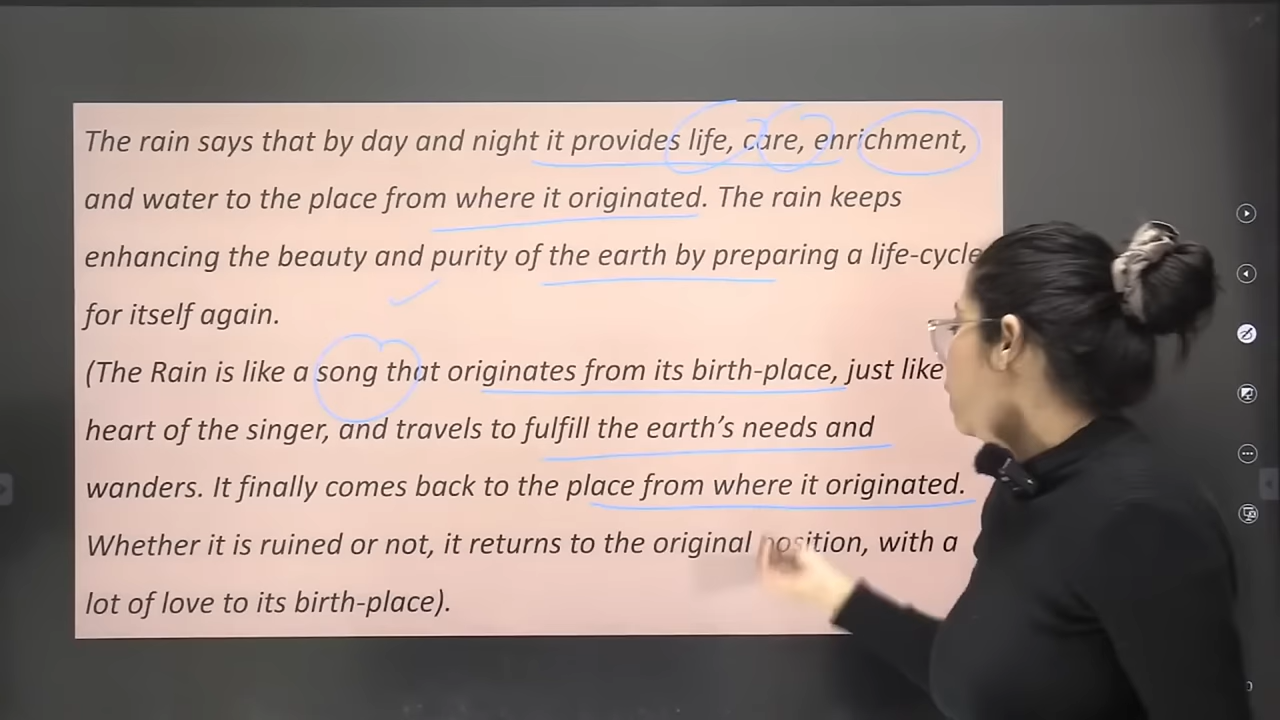 The rain says that by day and night it provides life, care, enrichment,
and water to the place from where it originated. The rain keeps
enhancing the beauty and purity of the earth by preparing a life-cycle
for itself again.
(The Rain is like a song that originates from its birth-place, just like
heart of the singer, and travels to fulfill the earth's needs and
wanders. It finally comes back to the place from where it originated.
Whether it is ruined or not, it returns to the original position, with a
lot of love to its birth-place).